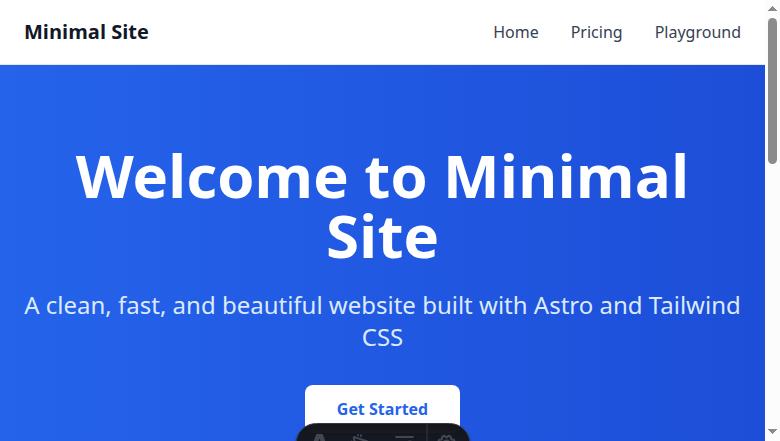 Minimal Site
Home Pricing Playground
Welcome to Minimal
Site
A clean, fast, and beautiful website built with Astro and Tailwind
CSS
Get Started